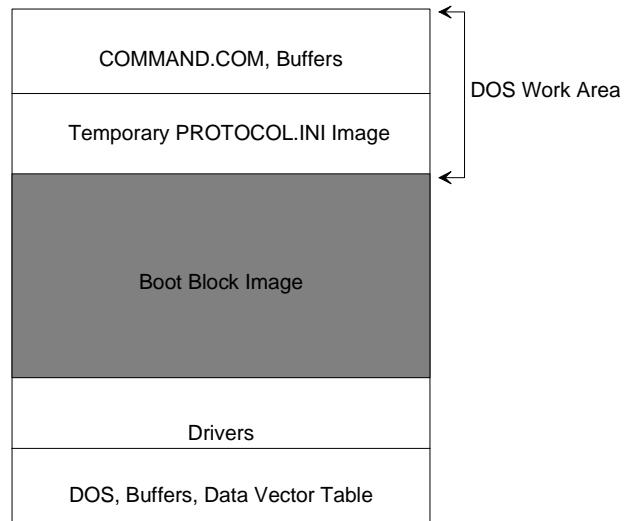 COMMAND.COM, Buffers
DOS Work Area
Temporary PROTOCOL.INI Image
Boot Block Image
Drivers
DOS, Buffers, Data Vector Table